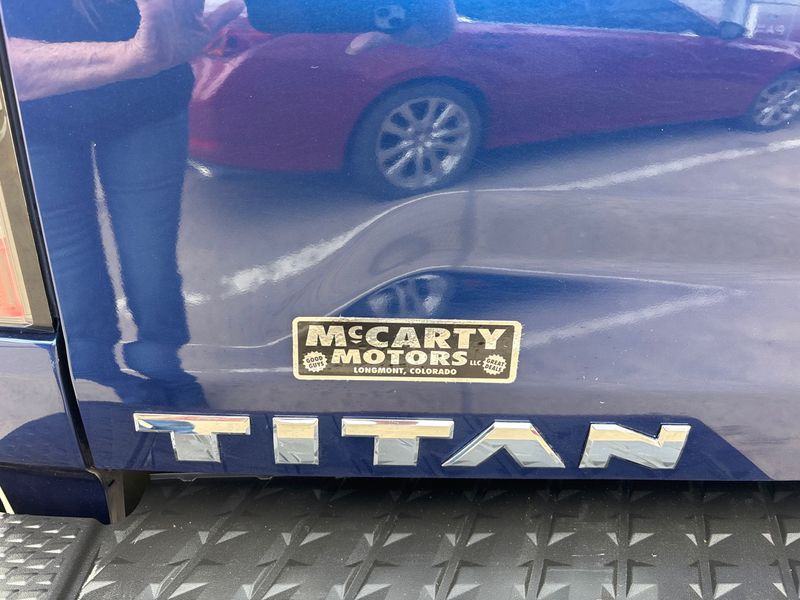 McCARTY
MOTORS LLC
GOOD GUYS
GREAT DEALS
LONGMONT, COLORADO
TITAN